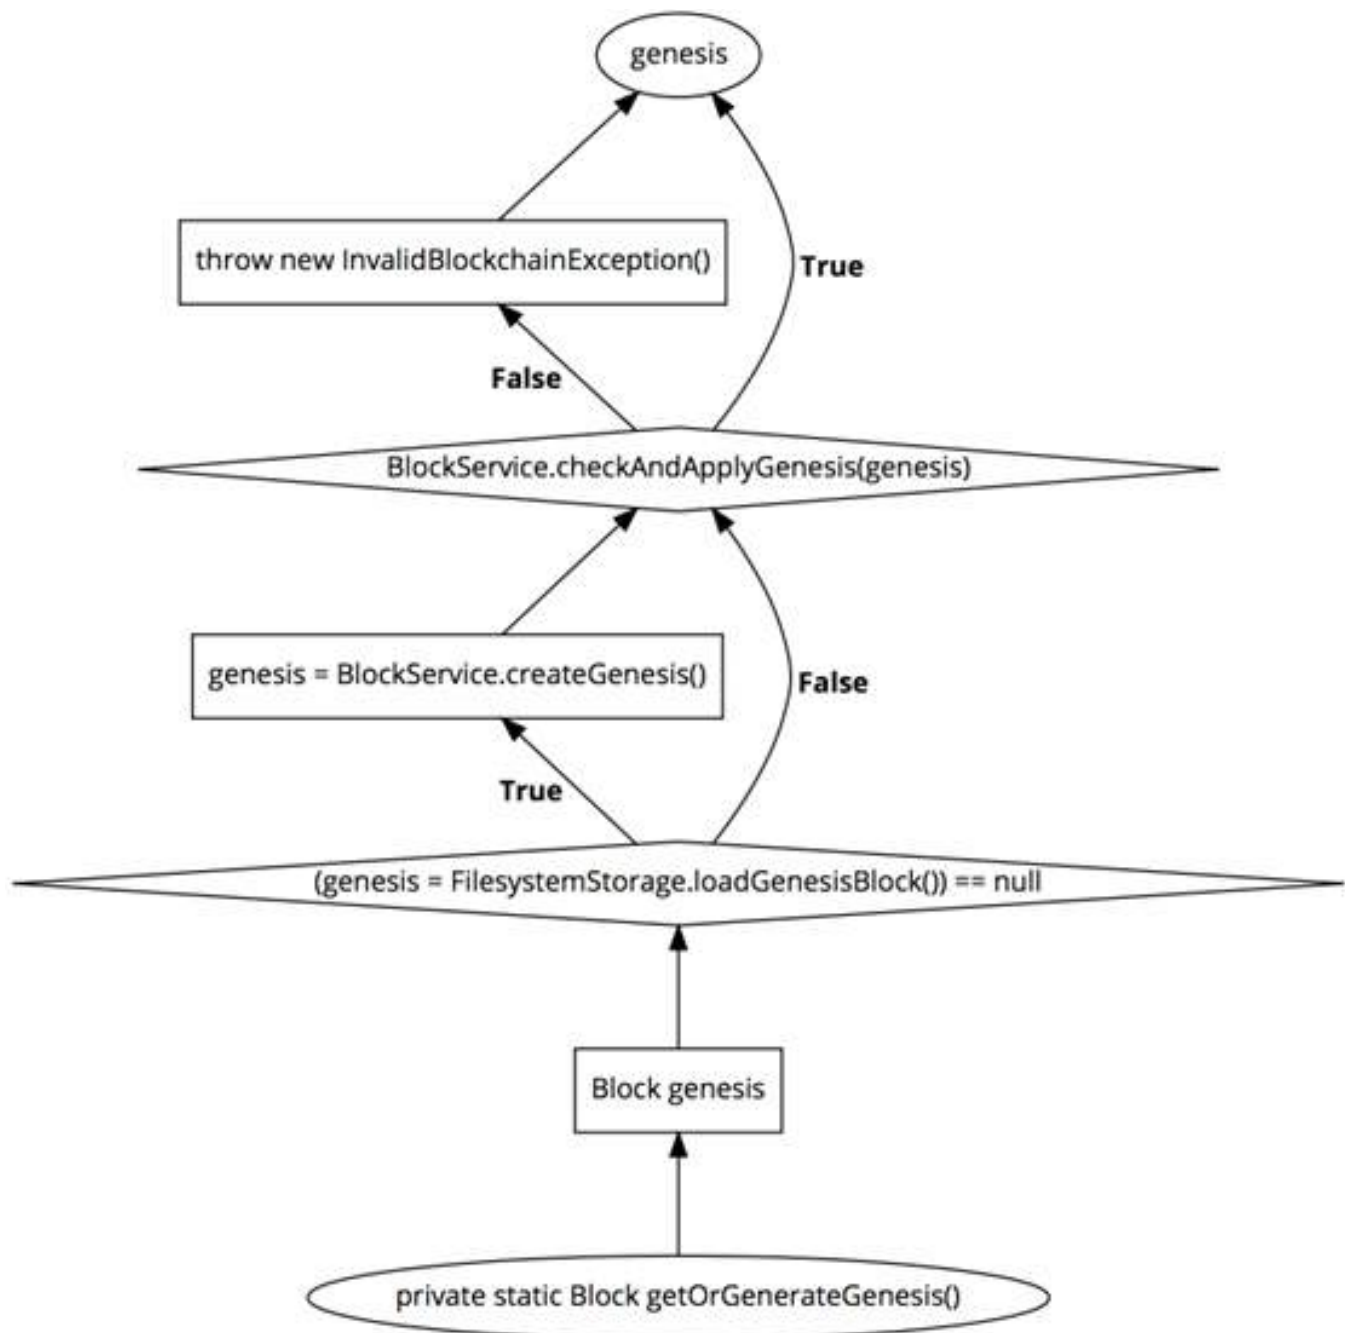 genesis
throw new InvalidBlockchainException()
True
False
BlockService.checkAndApplyGenesis(genesis)
genesis = BlockService.createGenesis()
False
True
(genesis = FilesystemStorage.loadGenesisBlock()) == null
Block genesis
private static Block getOrGenerateGenesis()